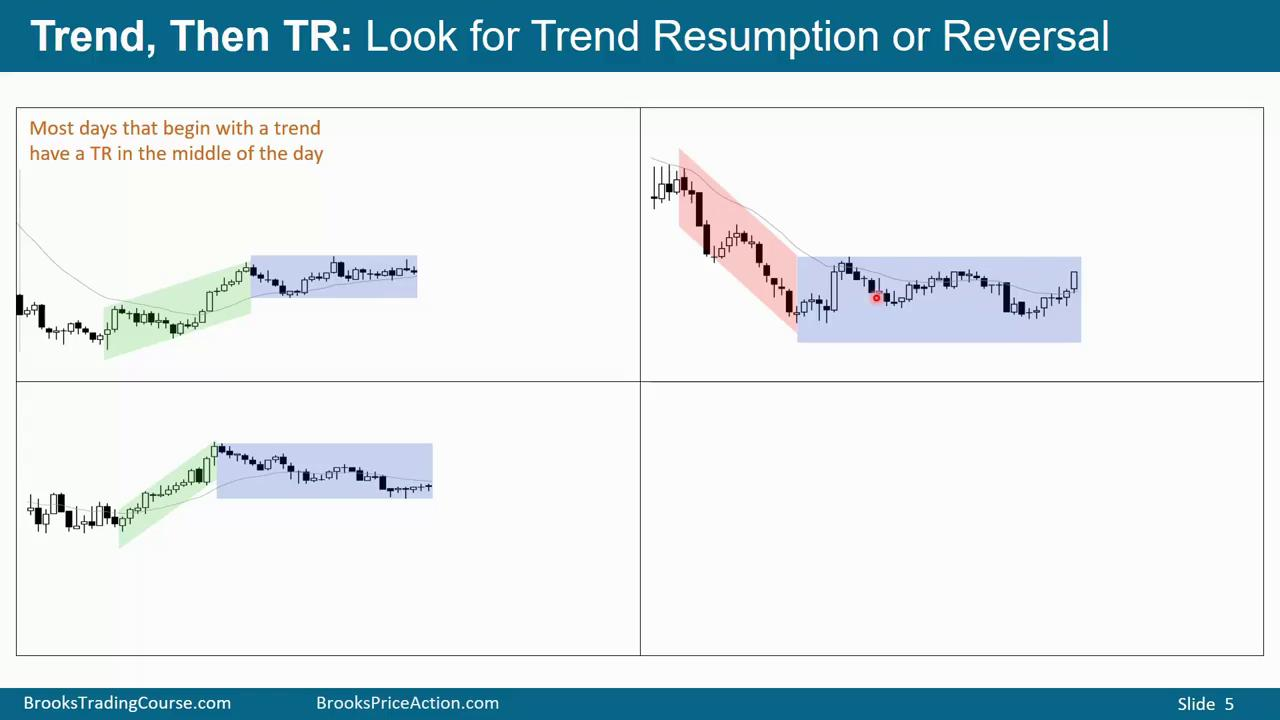 Trend, Then TR: Look for Trend Resumption or Reversal
Most days that begin with a trend
have a TR in the middle of the day
BrooksTradingCourse.com
BrooksPriceAction.com
Slide 5